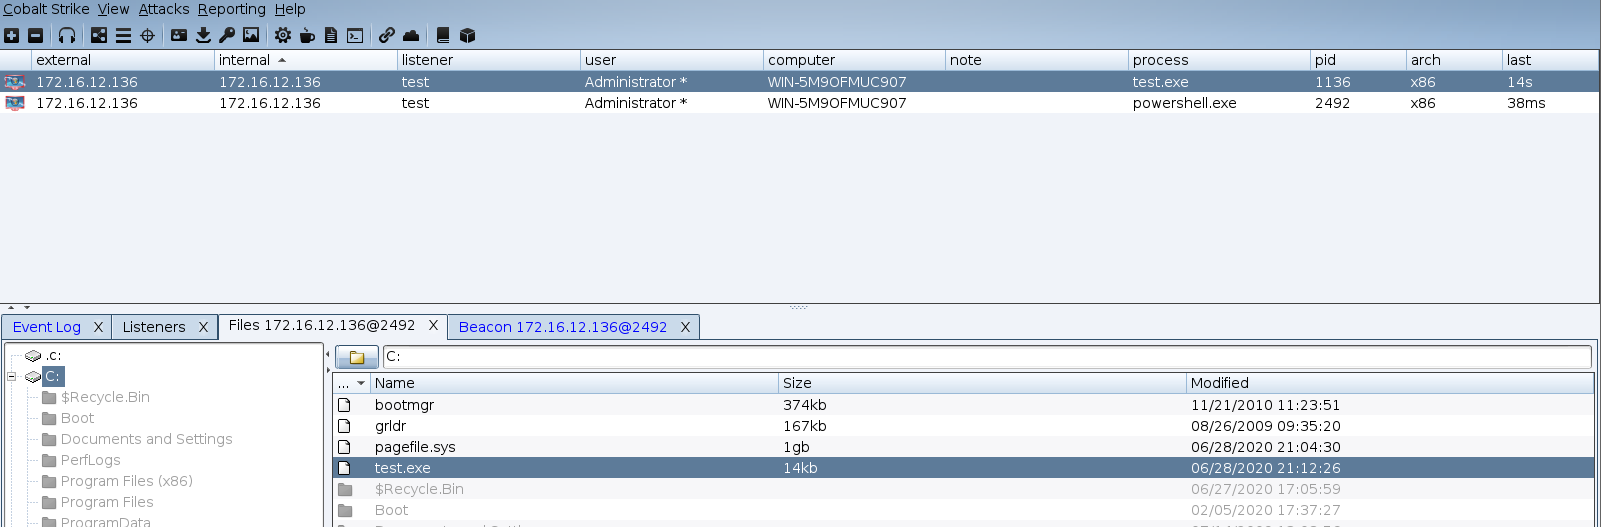 Cobalt Strike View Attacks Reporting Help
external internal listener user computer note process pid arch last
172.16.12.136 172.16.12.136 test Administrator * WIN-5M9OFMUC907 test.exe 1136 x86 14s
172.16.12.136 172.16.12.136 test Administrator * WIN-5M9OFMUC907 powershell.exe 2492 x86 38ms
Event Log X Listeners X Files 172.16.12.136@2492 X Beacon 172.16.12.136@2492 X
.c:
C:
$Recycle.Bin
Boot
Documents and Settings
PerfLogs
Program Files (x86)
Program Files
ProgramData
C:
... Name Size Modified
bootmgr 374kb 11/21/2010 11:23:51
grldr 167kb 08/26/2009 09:35:20
pagefile.sys 1gb 06/28/2020 21:04:30
test.exe 14kb 06/28/2020 21:12:26
$Recycle.Bin 06/27/2020 17:05:59
Boot 02/05/2020 17:37:27